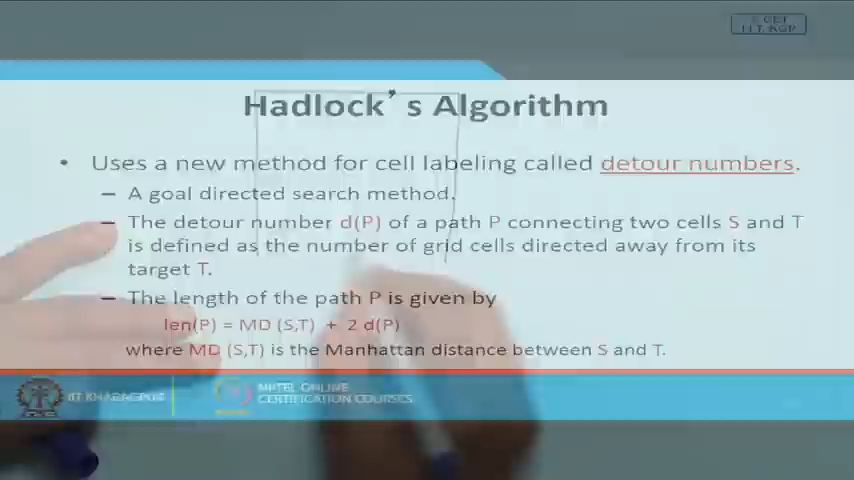 © CET
I.I.T. KGP
Hadlock's Algorithm
• Uses a new method for cell labeling called detour numbers.
– A goal directed search method.
– The detour number d(P) of a path P connecting two cells S and T
is defined as the number of grid cells directed away from its
target T.
– The length of the path P is given by
len(P) = MD (S,T) + 2 d(P)
where MD (S,T) is the Manhattan distance between S and T.
IIT KHARAGPUR
NPTEL ONLINE
CERTIFICATION COURSES